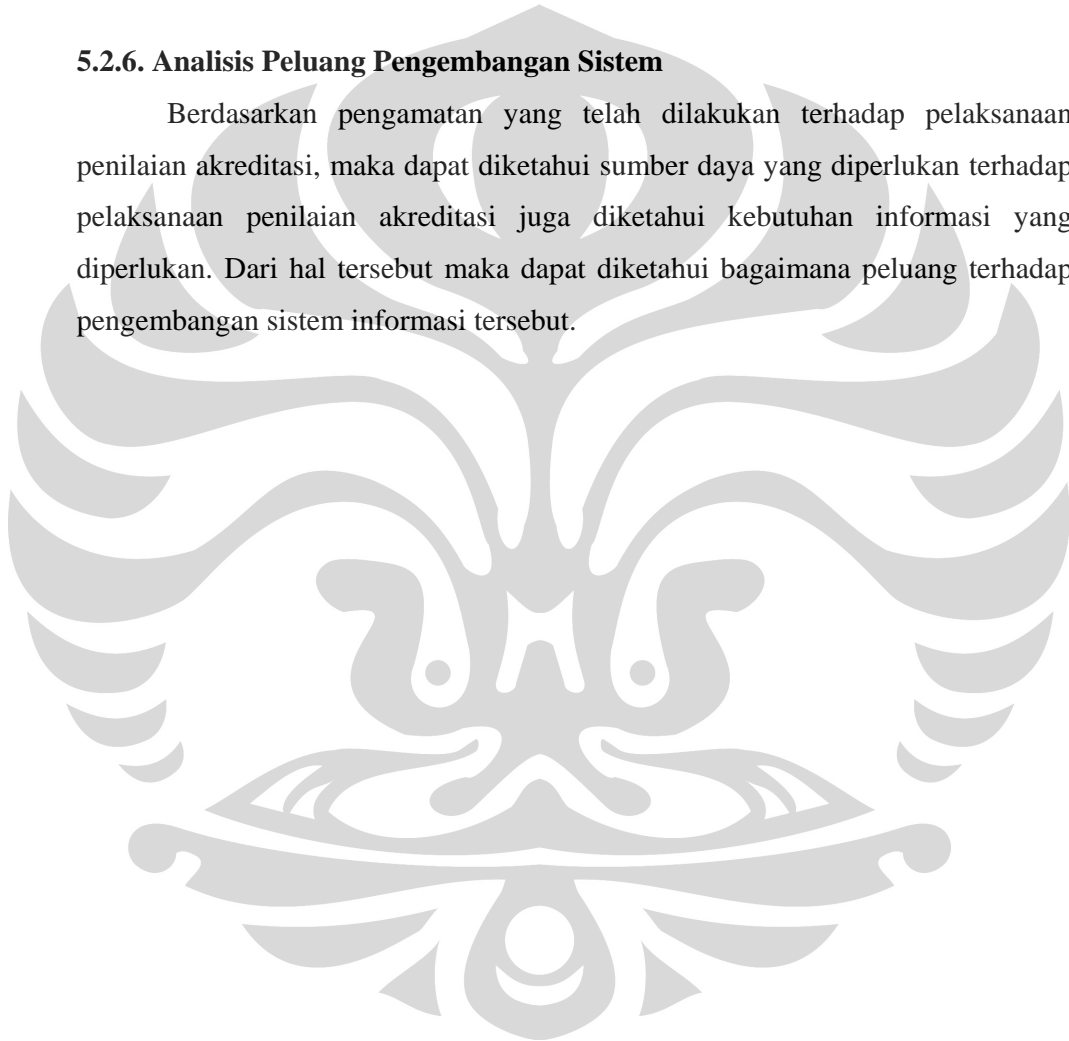 5.2.6. Analisis Peluang Pengembangan Sistem
Berdasarkan pengamatan yang telah dilakukan terhadap pelaksanaan
penilaian akreditasi, maka dapat diketahui sumber daya yang diperlukan terhadap
pelaksanaan penilaian akreditasi juga diketahui kebutuhan informasi yang
diperlukan. Dari hal tersebut maka dapat diketahui bagaimana peluang terhadap
pengembangan sistem informasi tersebut.